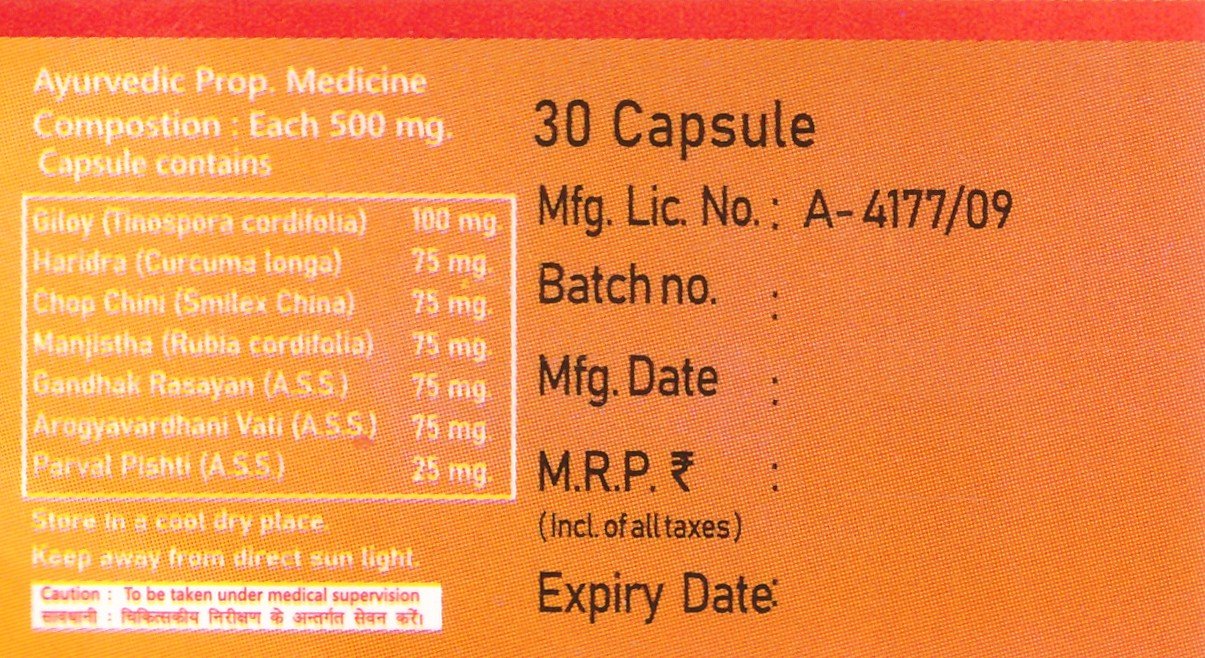 Ayurvedic Prop. Medicine
Compostion : Each 500 mg.
Capsule contains
Giloy (Tinospora cordifolia) 100 mg.
Haridra (Curcuma longa) 75 mg.
Chop Chini (Smilex China) 75 mg.
Manjistha (Rubia cordifolia) 75 mg.
Gandhak Rasayan (A.S.S.) 75 mg.
Arogyavardhani Vati (A.S.S.) 75 mg.
Parval Pishti (A.S.S.) 25 mg.
Store in a cool dry place.
Keep away from direct sun light.
Caution : To be taken under medical supervision
सावधानी : चिकित्सकीय निरीक्षण के अन्तर्गत सेवन करें।
30 Capsule
Mfg. Lic. No. : A-4177/09
Batch no. :
Mfg. Date :
M.R.P. ₹ :
(Incl. of all taxes)
Expiry Date: